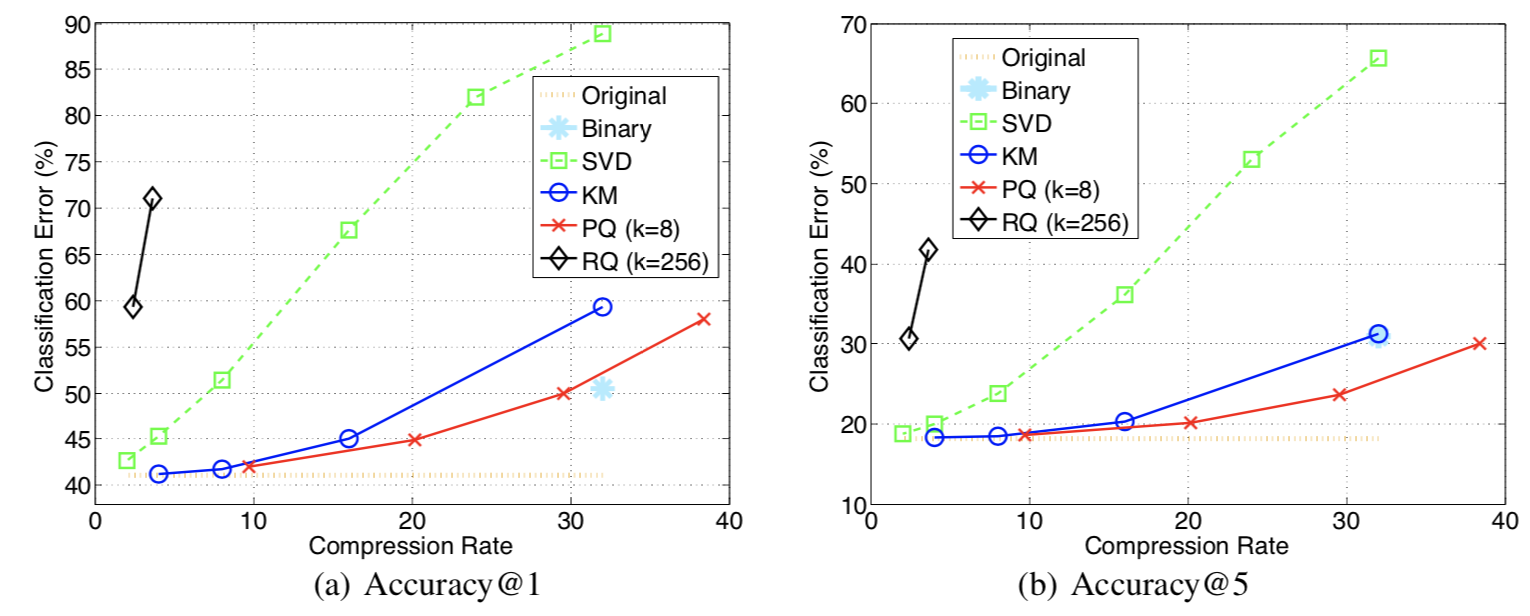 90
85
80
75
70
65
60
55
50
45
40
0
10
20
30
40
Classification Error (%)
Compression Rate
Original
Binary
SVD
KM
PQ (k=8)
RQ (k=256)
(a) Accuracy@1
70
60
50
40
30
20
10
0
10
20
30
40
Classification Error (%)
Compression Rate
Original
Binary
SVD
KM
PQ (k=8)
RQ (k=256)
(b) Accuracy@5